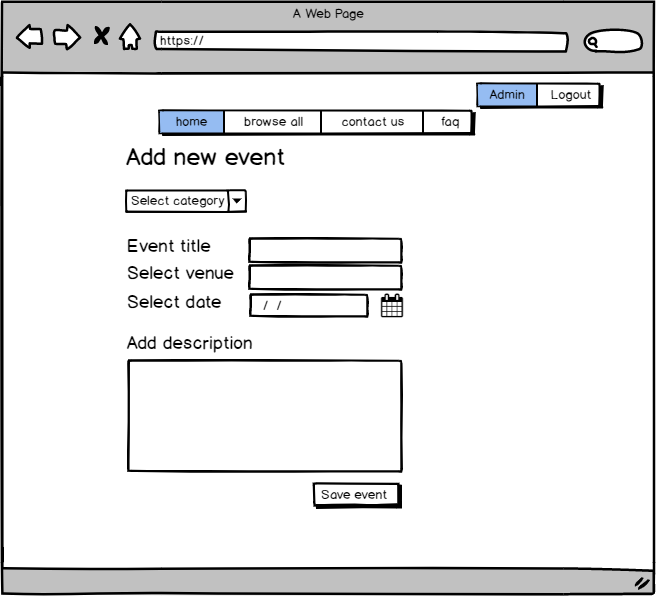 A Web Page
https://
Admin Logout
home browse all contact us faq
Add new event
Select category
Event title
Select venue
Select date / /
Add description
Save event